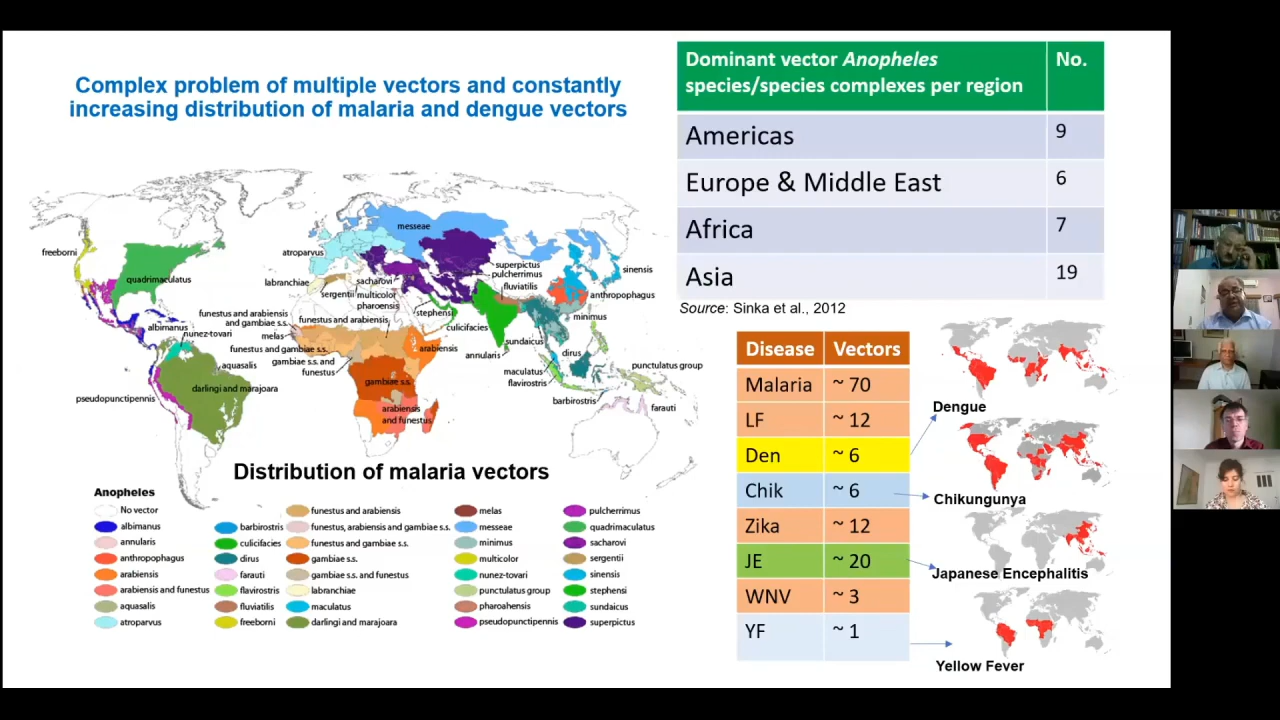 Complex problem of multiple vectors and constantly
increasing distribution of malaria and dengue vectors
freeborni
quadrimaculatus
albimanus
nunez-tovari
aquasalis
darlingi and marajoara
pseudopunctipennis
messeae
atroparvus
labranchiae
sergentii
sacharovi
multicolor
pharoensis
funestus and arabiensis
and gambiae s.s.
funestus and arabiensis
melas
funestus and gambiae s.s.
gambiae s.s. and
funestus
gambiae s.s.
arabiensis
arabiensis
and funestus
stephensi
superpictus
pulcherrimus
fluviatilis
culicifacies
annularis
sundaicus
maculatus
flavirostris
barbirostris
dirus
minimus
sinensis
anthropophagus
punctulatus group
farauti
Distribution of malaria vectors
Anopheles
No vector
albimanus
annularis
anthropophagus
arabiensis
arabiensis and funestus
aquasalis
atroparvus
barbirostris
culicifacies
dirus
farauti
flavirostris
fluviatilis
freeborni
funestus and arabiensis
funestus, arabiensis and gambiae s.s.
funestus and gambiae s.s.
gambiae s.s.
gambiae s.s. and funestus
labranchiae
maculatus
darlingi and marajoara
melas
messeae
minimus
multicolor
nunez-tovari
punctulatus group
pharoahensis
pseudopunctipennis
pulcherrimus
quadrimaculatus
sacharovi
sergentii
sinensis
stephensi
sundaicus
superpictus
Dominant vector Anopheles
species/species complexes per region
No.
Americas 9
Europe & Middle East 6
Africa 7
Asia 19
Source: Sinka et al., 2012
Disease Vectors
Malaria ~ 70
LF ~ 12
Den ~ 6
Chik ~ 6
Zika ~ 12
JE ~ 20
WNV ~ 3
YF ~ 1
Dengue
Chikungunya
Japanese Encephalitis
Yellow Fever